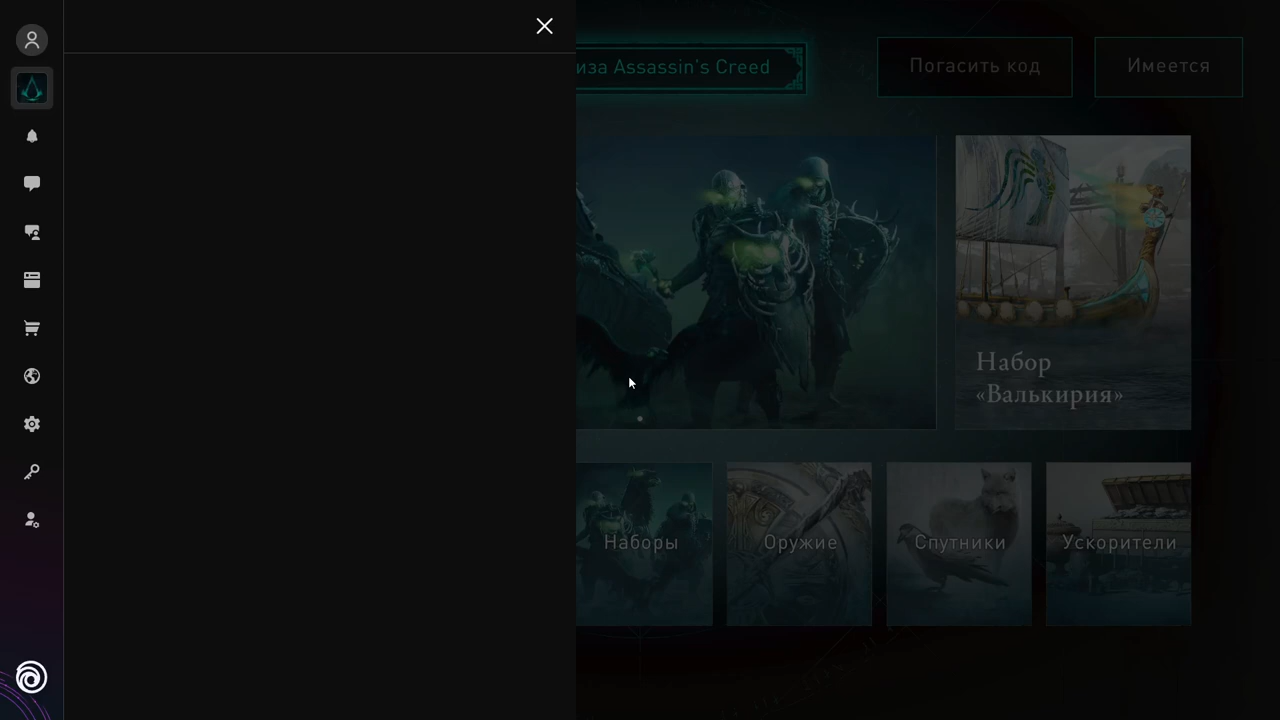 иза Assassin's Creed
Погасить код
Имеется
Набор
«Валькирия»
Наборы
Оружие
Спутники
Ускорители